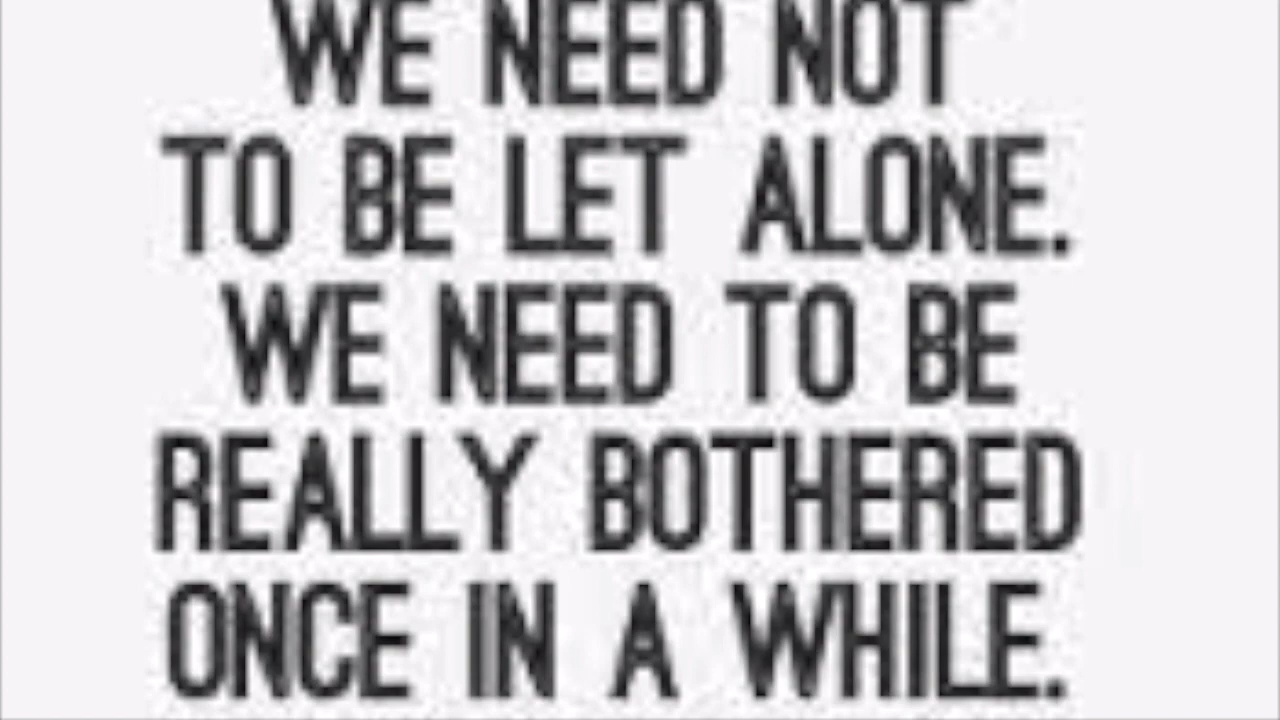 WE NEED NOT
TO BE LET ALONE.
WE NEED TO BE
REALLY BOTHERED
ONCE IN A WHILE.